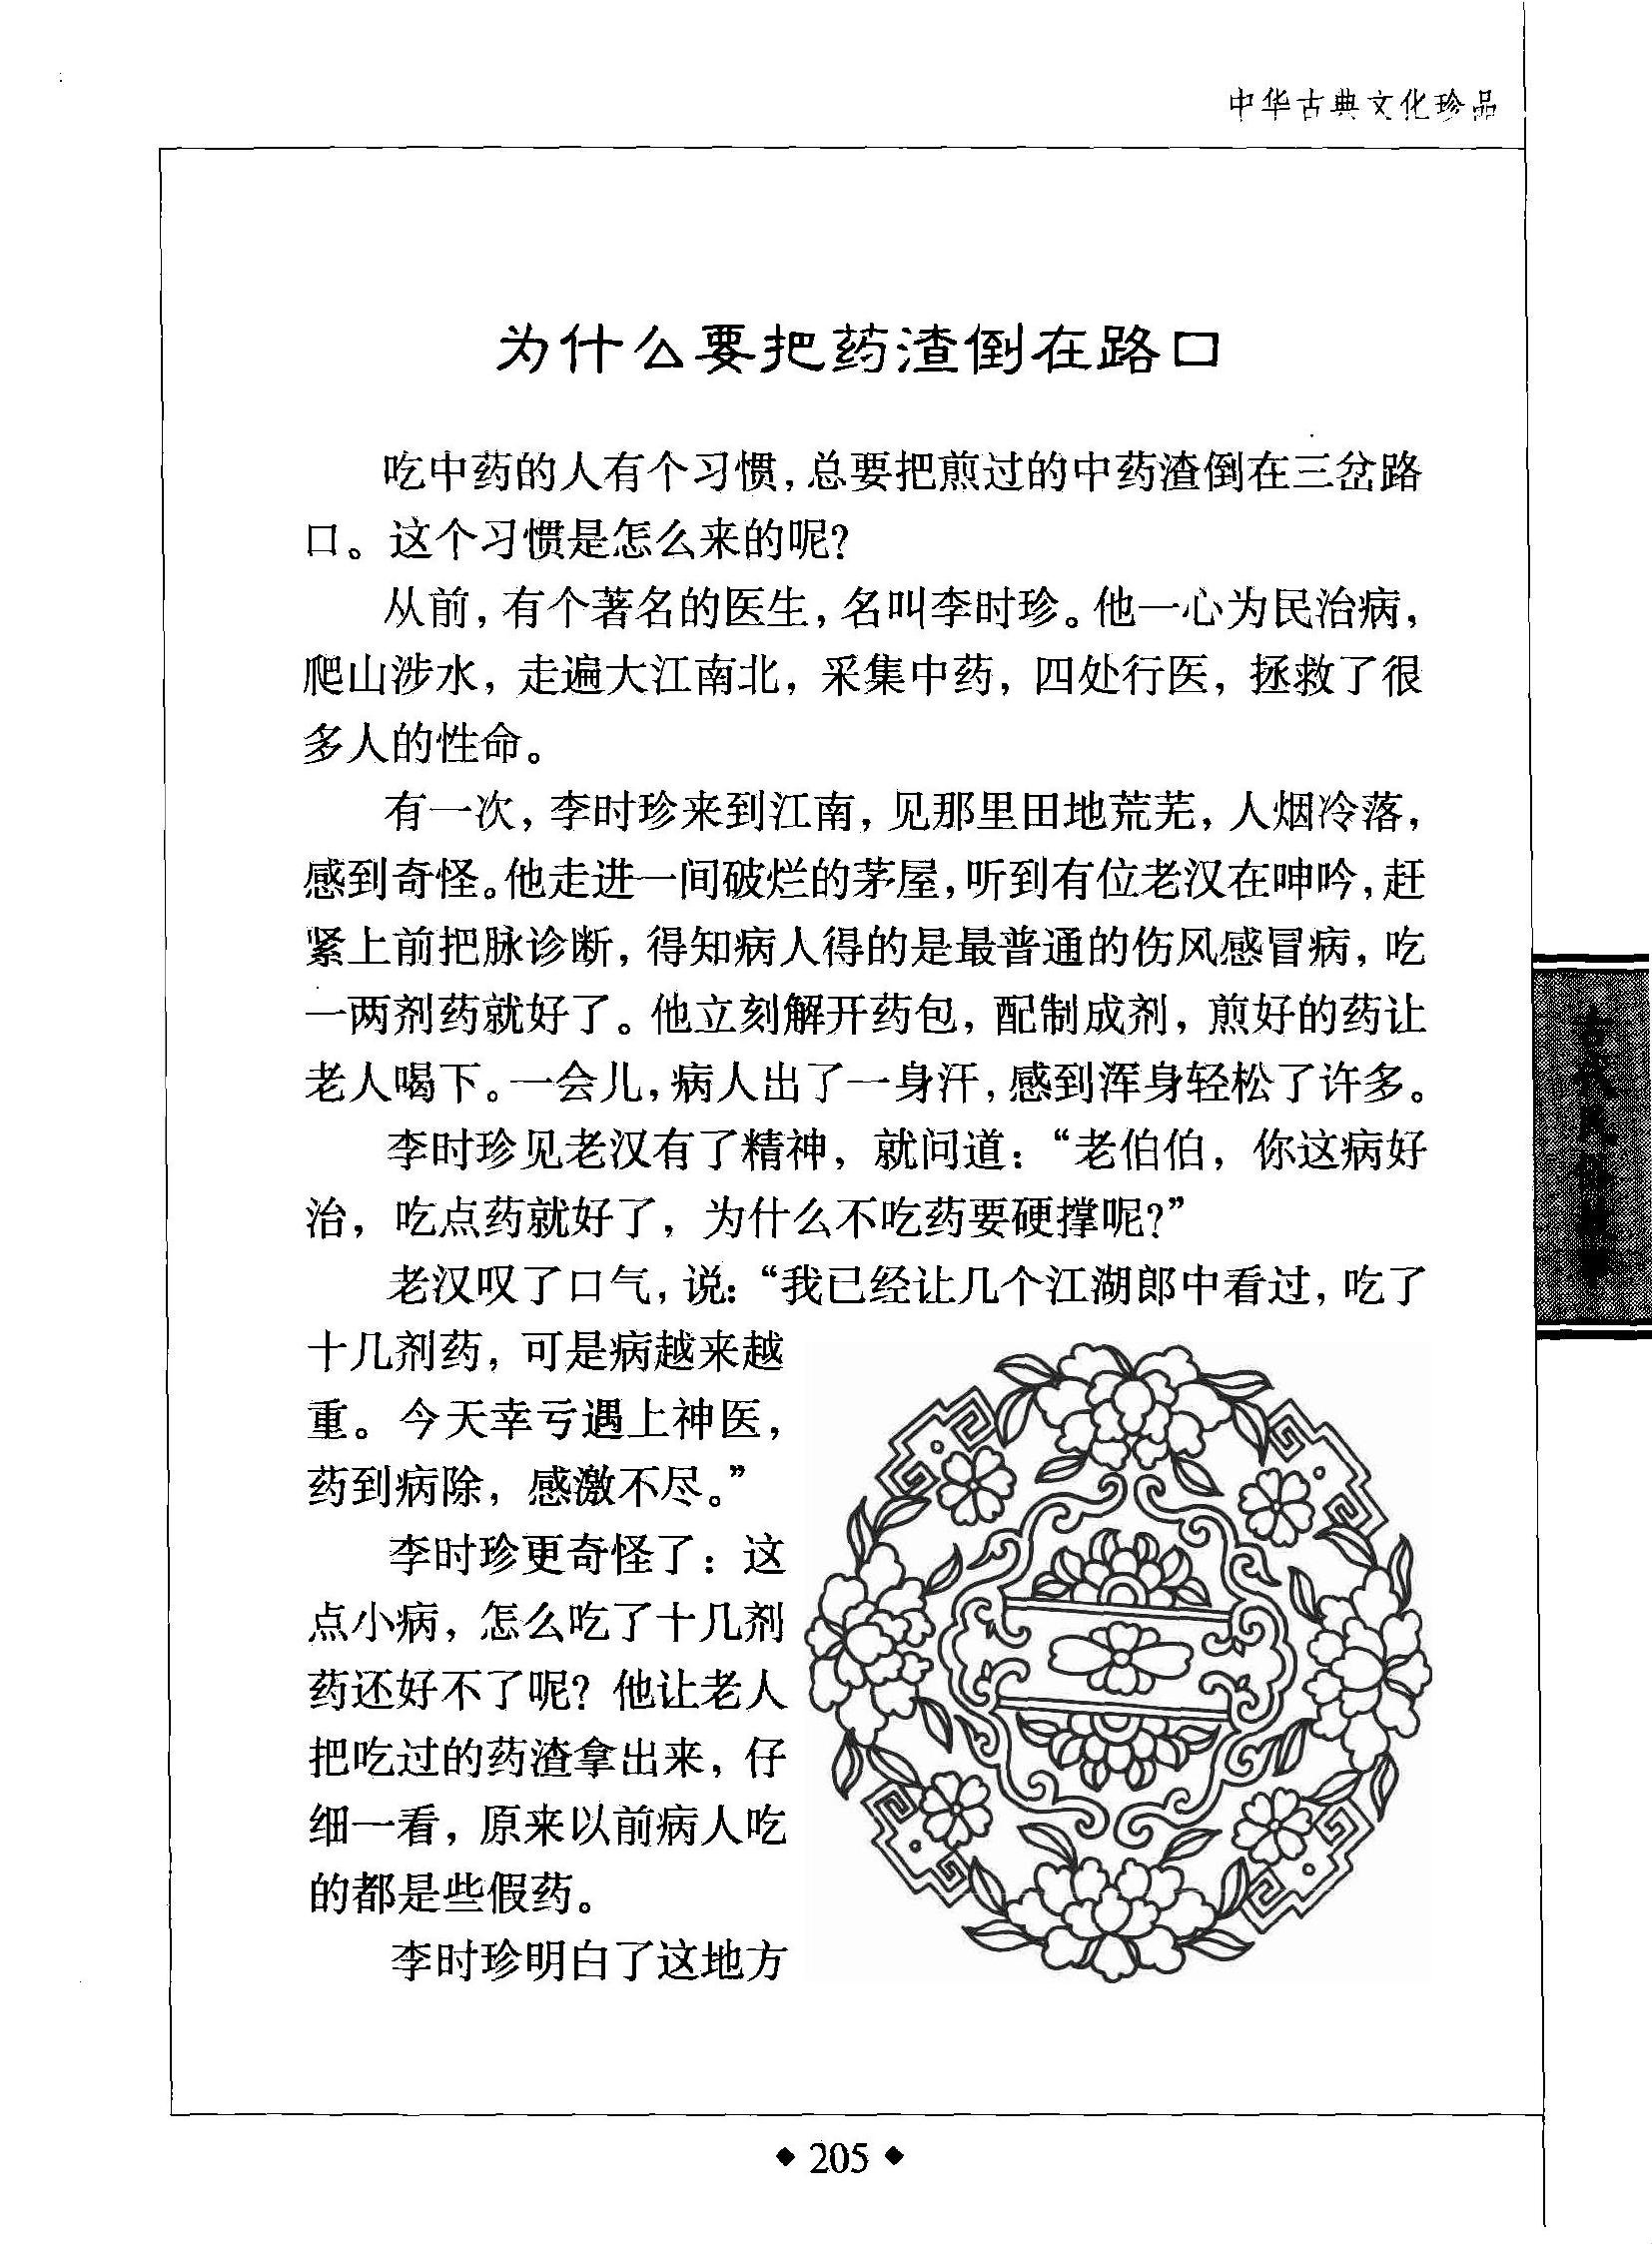 中华古典文化珍品
为什么要把药渣倒在路口
吃中药的人有个习惯，总要把煎过的中药渣倒在三岔路
口。这个习惯是怎么来的呢？
从前，有个著名的医生，名叫李时珍。他一心为民治病，
爬山涉水，走遍大江南北，采集中药，四处行医，拯救了很
多人的性命。
有一次，李时珍来到江南，见那里田地荒芜，人烟冷落，
感到奇怪。他走进一间破烂的茅屋，听到有位老汉在呻吟，赶
紧上前把脉诊断，得知病人得的是最普通的伤风感冒病，吃
一两剂药就好了。他立刻解开药包，配制成剂，煎好的药让
老人喝下。一会儿，病人出了一身汗，感到浑身轻松了许多。
李时珍见老汉有了精神，就问道：“老伯伯，你这病好
治，吃点药就好了，为什么不吃药要硬撑呢？”
老汉叹了口气，说：“我已经让几个江湖郎中看过，吃了
十几剂药，可是病越来越
重。今天幸亏遇上神医，
药到病除，感激不尽。”
李时珍更奇怪了：这
点小病，怎么吃了十几剂
药还好不了呢？他让老人
把吃过的药渣拿出来，仔
细一看，原来以前病人吃
的都是些假药。
李时珍明白了这地方
古代民俗故事
◆ 205 ◆